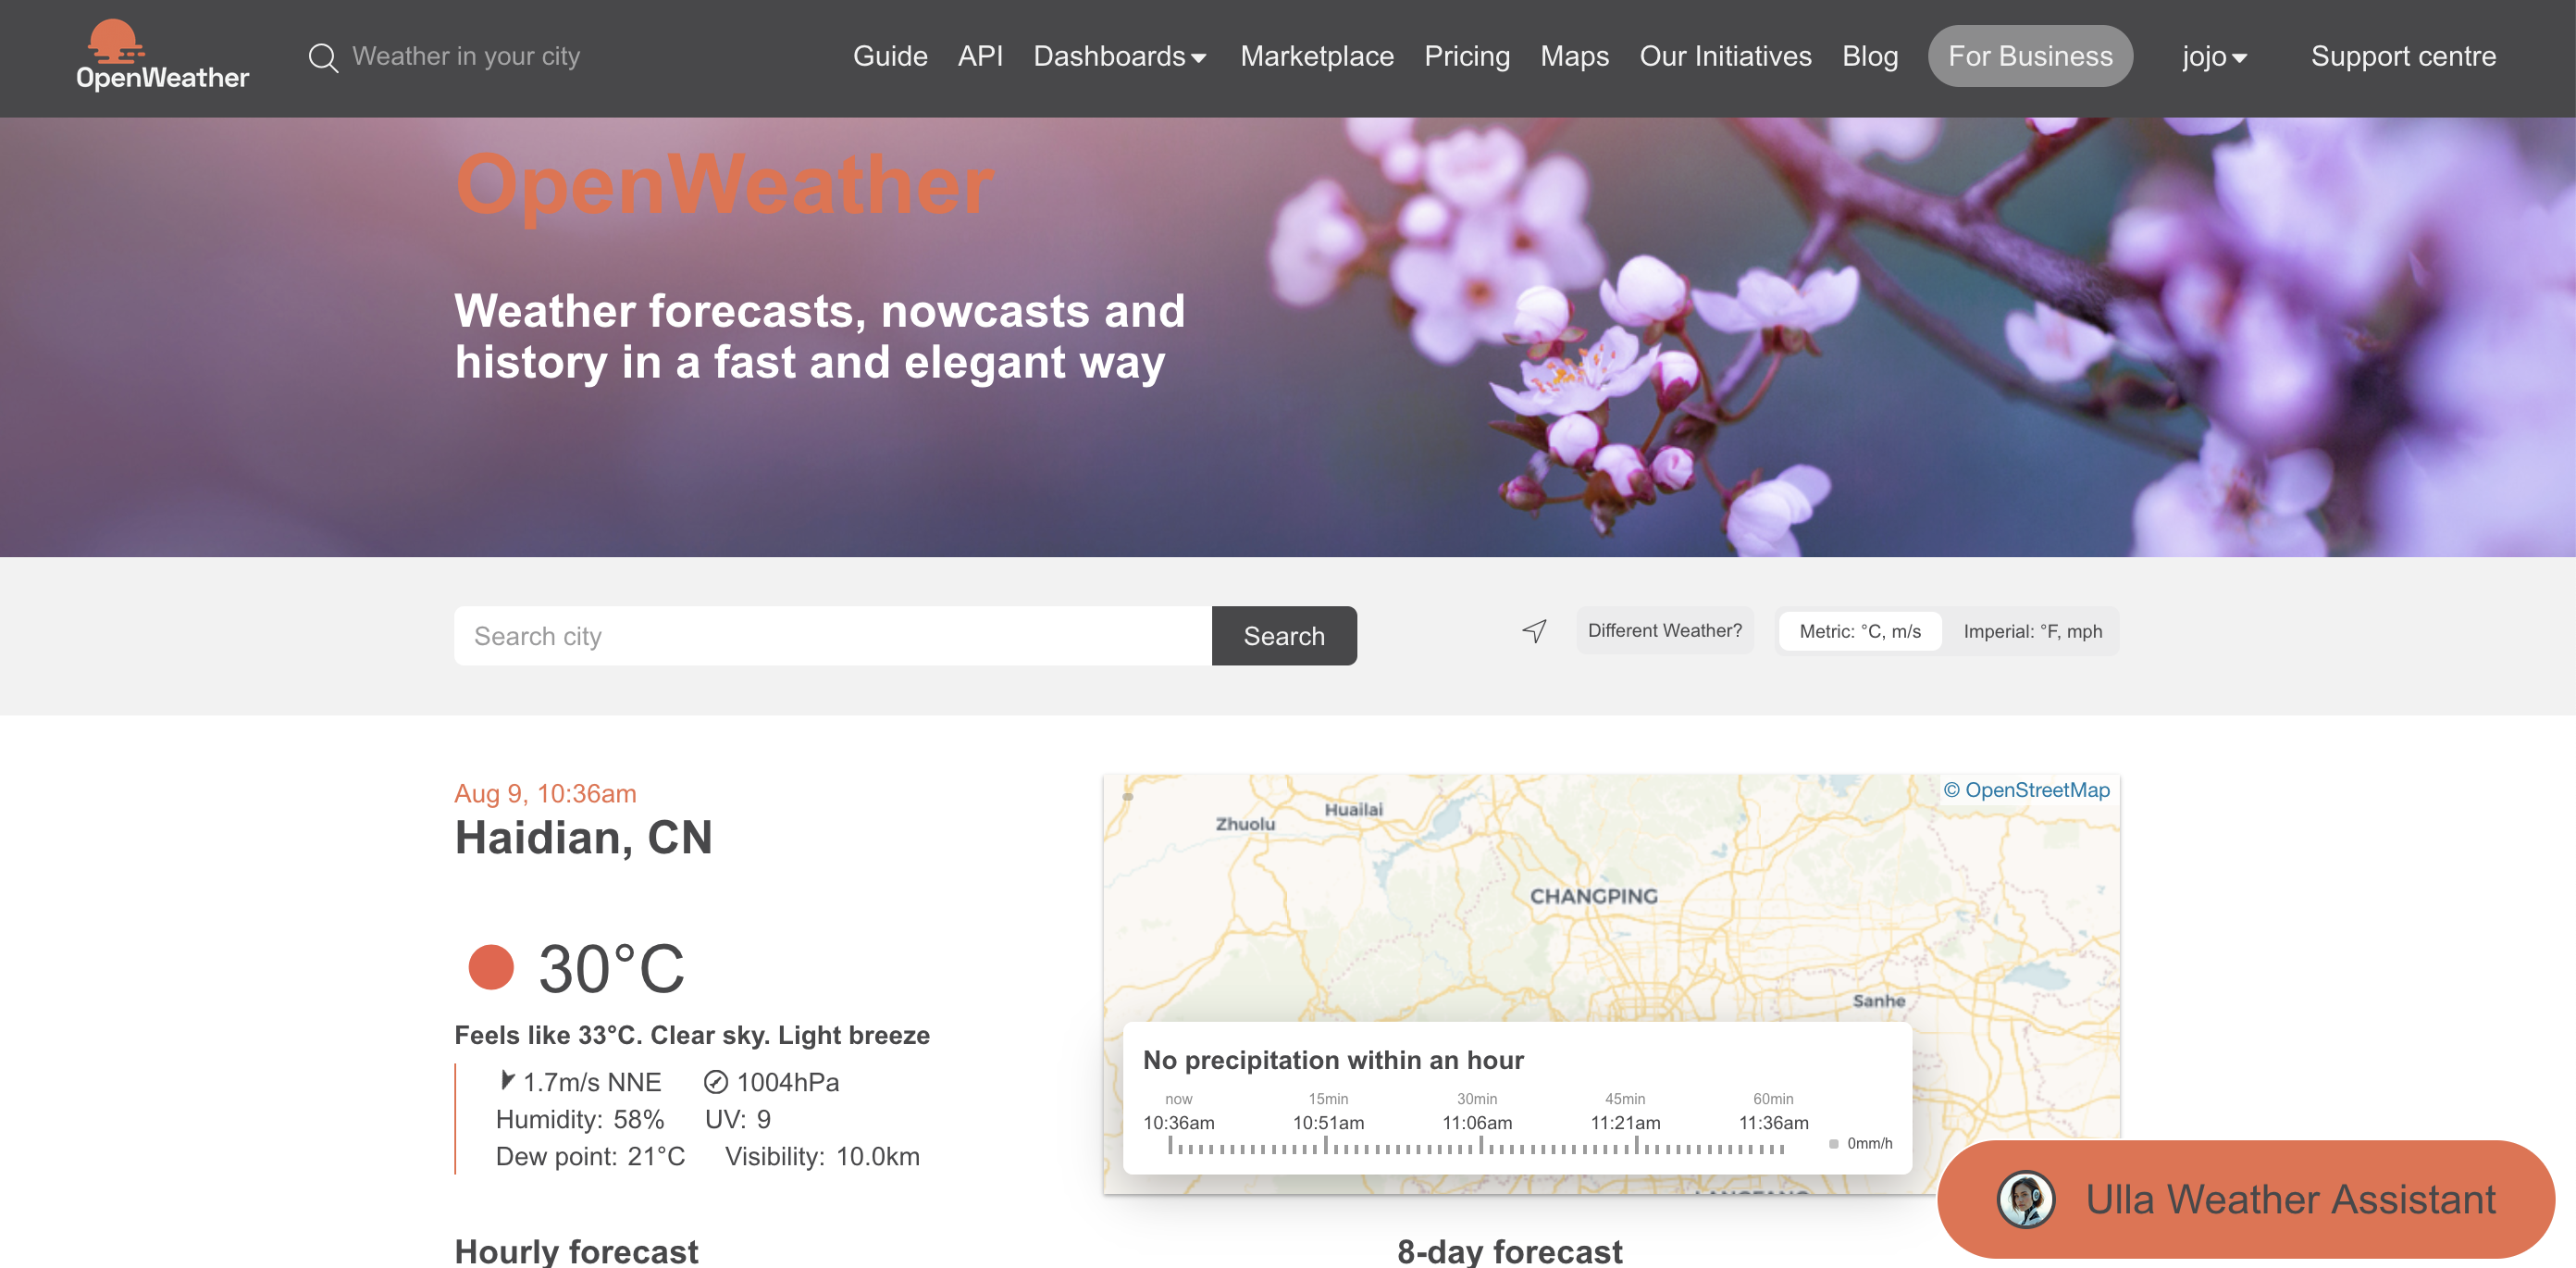 OpenWeather
Weather in your city
Guide API Dashboards Marketplace Pricing Maps Our Initiatives Blog For Business jojo Support centre
OpenWeather
Weather forecasts, nowcasts and
history in a fast and elegant way
Search city
Search
Different Weather?
Metric: °C, m/s
Imperial: °F, mph
Aug 9, 10:36am
Haidian, CN
30°C
Feels like 33°C. Clear sky. Light breeze
1.7m/s NNE 1004hPa
Humidity: 58% UV: 9
Dew point: 21°C Visibility: 10.0km
© OpenStreetMap
Huailai
Zhuolu
CHANGPING
Sanhe
No precipitation within an hour
now 15min 30min 45min 60min
10:36am 10:51am 11:06am 11:21am 11:36am
0mm/h
Ulla Weather Assistant
Hourly forecast
8-day forecast